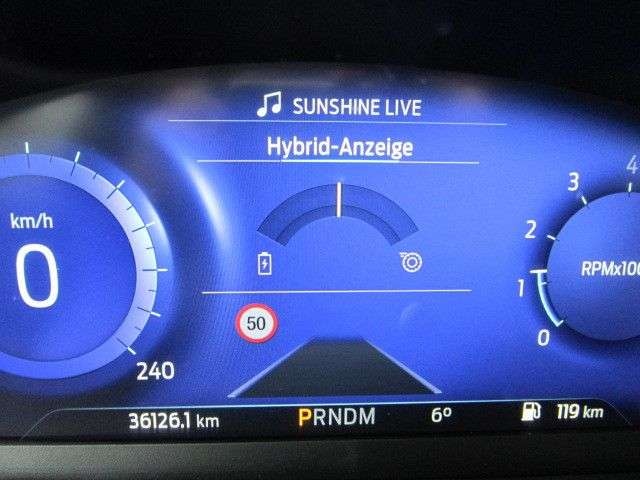 SUNSHINE LIVE
Hybrid-Anzeige
km/h
0
240
50
4
3
2
1
0
RPMx100
36126.1 km
PRNDM
6°
119 km